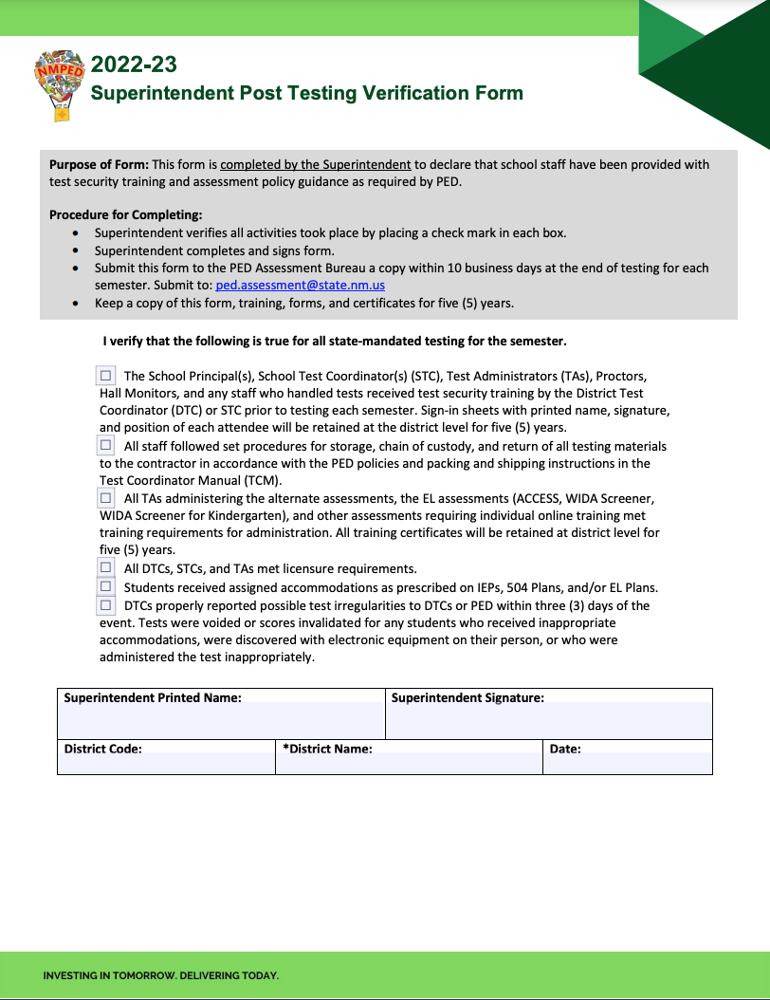 2022-23
NMPED
Superintendent Post Testing Verification Form
Purpose of Form: This form is completed by the Superintendent to declare that school staff have been provided with
test security training and assessment policy guidance as required by PED.
Procedure for Completing:
• Superintendent verifies all activities took place by placing a check mark in each box.
• Superintendent completes and signs form.
• Submit this form to the PED Assessment Bureau a copy within 10 business days at the end of testing for each
semester. Submit to: ped.assessment@state.nm.us
• Keep a copy of this form, training, forms, and certificates for five (5) years.
I verify that the following is true for all state-mandated testing for the semester.
☐ The School Principal(s), School Test Coordinator(s) (STC), Test Administrators (TAs), Proctors,
Hall Monitors, and any staff who handled tests received test security training by the District Test
Coordinator (DTC) or STC prior to testing each semester. Sign-in sheets with printed name, signature,
and position of each attendee will be retained at the district level for five (5) years.
☐ All staff followed set procedures for storage, chain of custody, and return of all testing materials
to the contractor in accordance with the PED policies and packing and shipping instructions in the
Test Coordinator Manual (TCM).
☐ All TAs administering the alternate assessments, the EL assessments (ACCESS, WIDA Screener,
WIDA Screener for Kindergarten), and other assessments requiring individual online training met
training requirements for administration. All training certificates will be retained at district level for
five (5) years.
☐ All DTCs, STCs, and TAs met licensure requirements.
☐ Students received assigned accommodations as prescribed on IEPs, 504 Plans, and/or EL Plans.
☐ DTCs properly reported possible test irregularities to DTCs or PED within three (3) days of the
event. Tests were voided or scores invalidated for any students who received inappropriate
accommodations, were discovered with electronic equipment on their person, or who were
administered the test inappropriately.
Superintendent Printed Name: Superintendent Signature:
District Code: *District Name: Date:
INVESTING IN TOMORROW. DELIVERING TODAY.